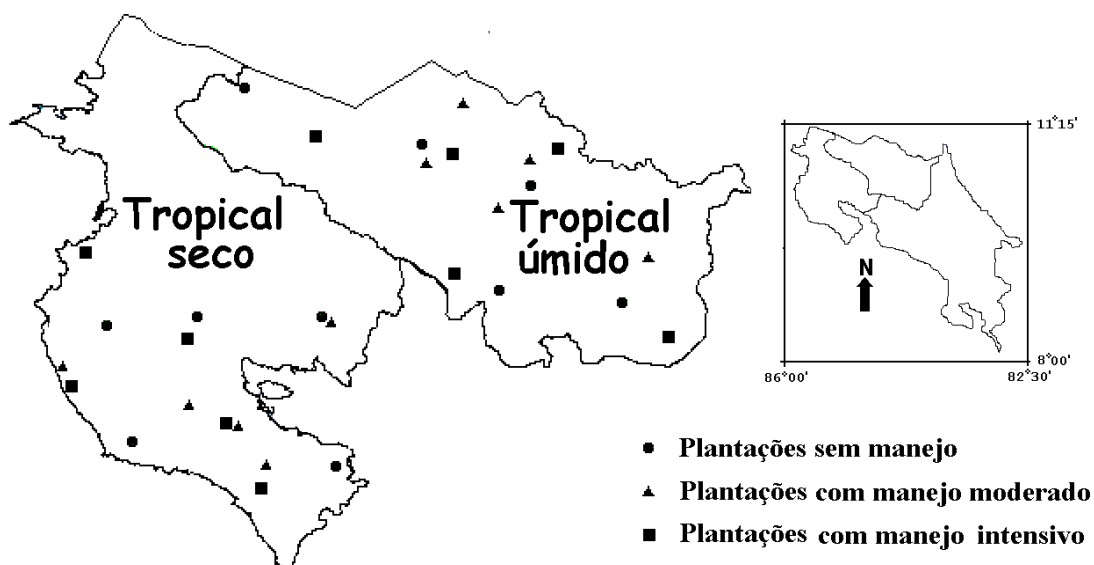 Tropical
seco
Tropical
úmido
11°15'
N
8°00'
86°00'
82°30'
Plantações sem manejo
Plantações com manejo moderado
Plantações com manejo intensivo